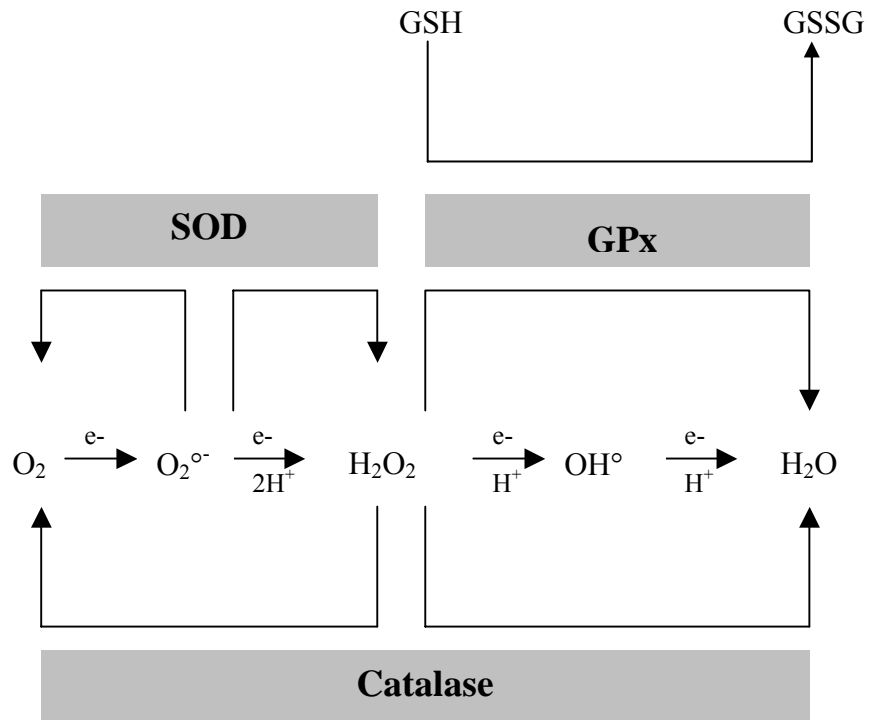 GSH GSSG
SOD
GPx
e- e- e- e-
O₂ O₂°⁻ H₂O₂ OH° H₂O
2H⁺ H⁺ H⁺
Catalase